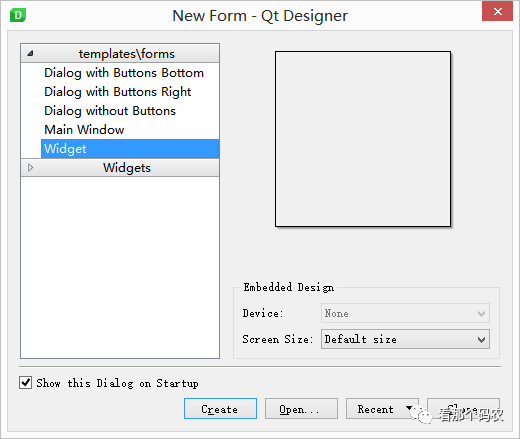 New Form - Qt Designer
templates\forms
Dialog with Buttons Bottom
Dialog with Buttons Right
Dialog without Buttons
Main Window
Widget
Widgets
Embedded Design
Device: None
Screen Size: Default size
Show this Dialog on Startup
Create Open... Recent Close
看那个码农